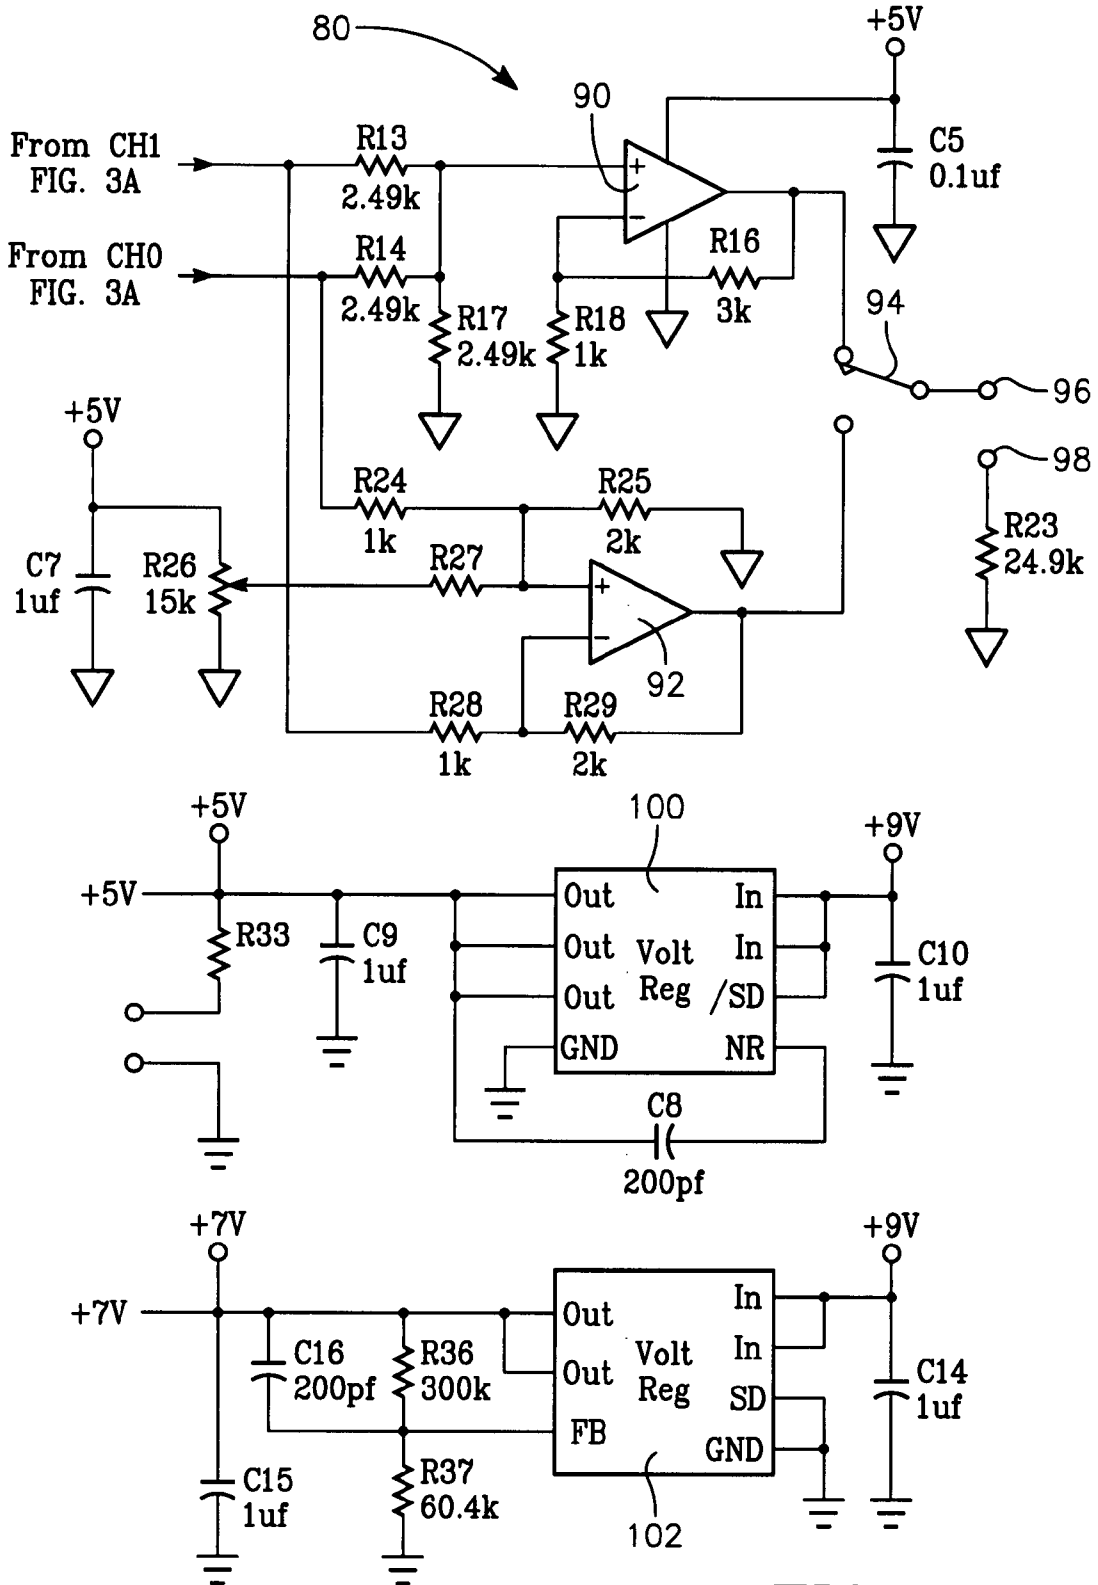 80
+5V
90
From CH1
FIG. 3A
R13
2.49k
C5
0.1uf
From CH0
FIG. 3A
R14
2.49k
R16
3k
R17
2.49k
R18
1k
94
96
+5V
98
R24
1k
R25
2k
R23
24.9k
C7
1uf
R26
15k
R27
92
R28
1k
R29
2k
+5V
100
+9V
+5V
Out
In
R33
C9
1uf
Out
Volt
Reg
In
C10
1uf
Out
/SD
GND
NR
C8
200pf
+7V
+9V
+7V
Out
In
C16
200pf
R36
300k
Out
Volt
Reg
In
C14
1uf
FB
SD
GND
C15
1uf
R37
60.4k
102